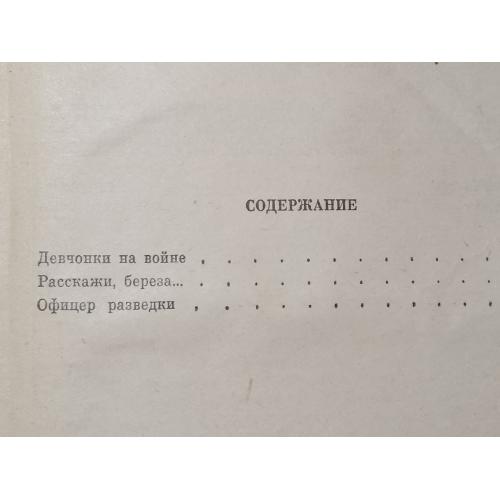 СОДЕРЖАНИЕ
Девчонки на войне . . . . . . . . . . . .
Расскажи, береза... . . . . . . . . . . . .
Офицер разведки . . . . . . . . . . . .